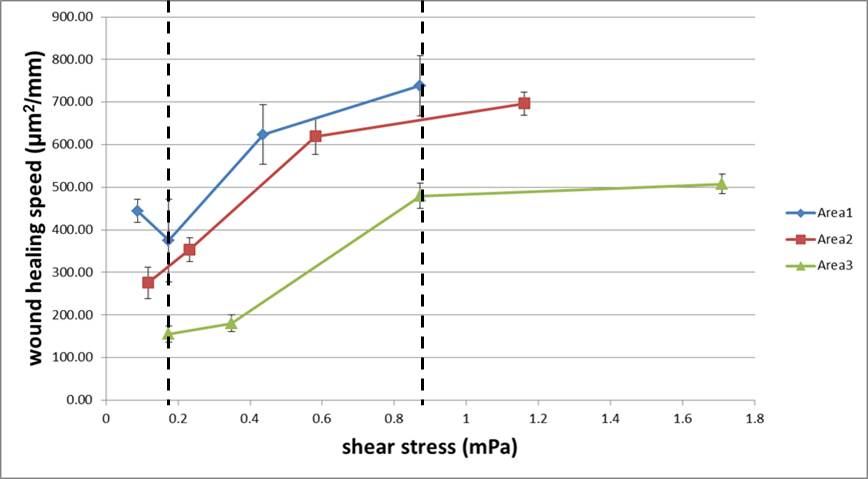 900.00
800.00
700.00
600.00
500.00
400.00
300.00
200.00
100.00
0.00
wound healing speed (μm²/mm)
0 0.2 0.4 0.6 0.8 1 1.2 1.4 1.6 1.8
shear stress (mPa)
Area1
Area2
Area3